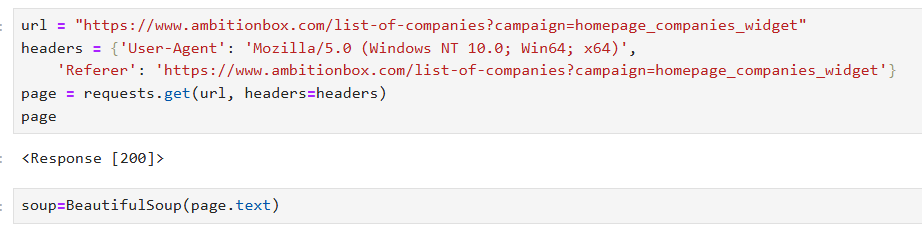 url = "https://www.ambitionbox.com/list-of-companies?campaign=homepage_companies_widget"
headers = {'User-Agent': 'Mozilla/5.0 (Windows NT 10.0; Win64; x64)',
    'Referer': 'https://www.ambitionbox.com/list-of-companies?campaign=homepage_companies_widget'}
page = requests.get(url, headers=headers)
page
<Response [200]>
soup=BeautifulSoup(page.text)